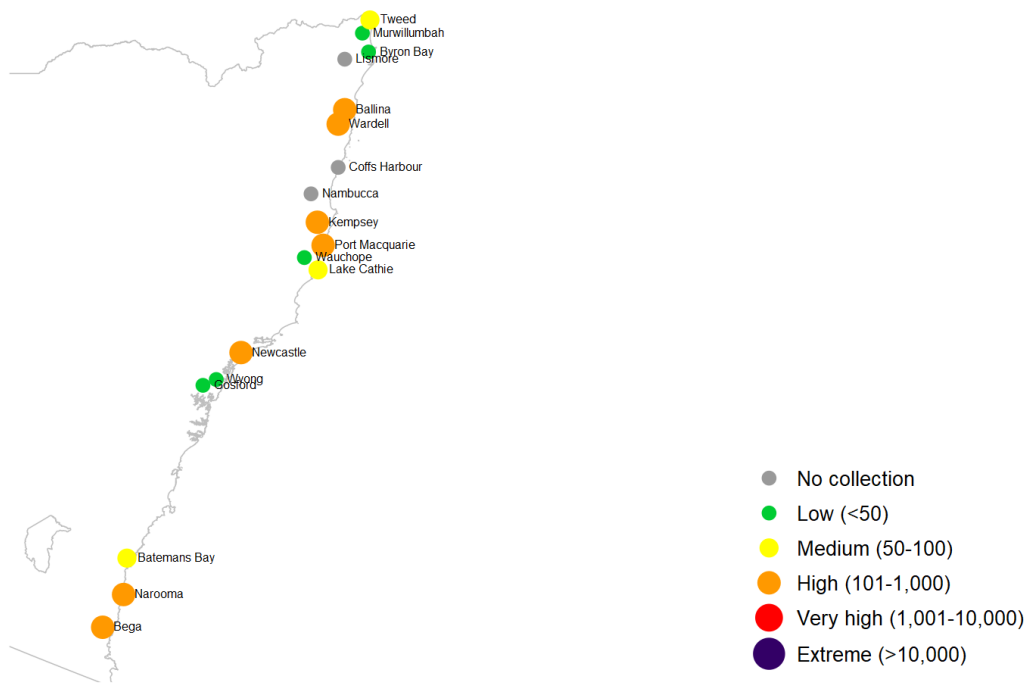 Tweed
Murwillumbah
Byron Bay
Lismore
Ballina
Wardell
Coffs Harbour
Nambucca
Kempsey
Port Macquarie
Wauchope
Lake Cathie
Newcastle
Wyong
Gosford
No collection
Low (<50)
Medium (50-100)
Batemans Bay
High (101-1,000)
Narooma
Very high (1,001-10,000)
Bega
Extreme (>10,000)